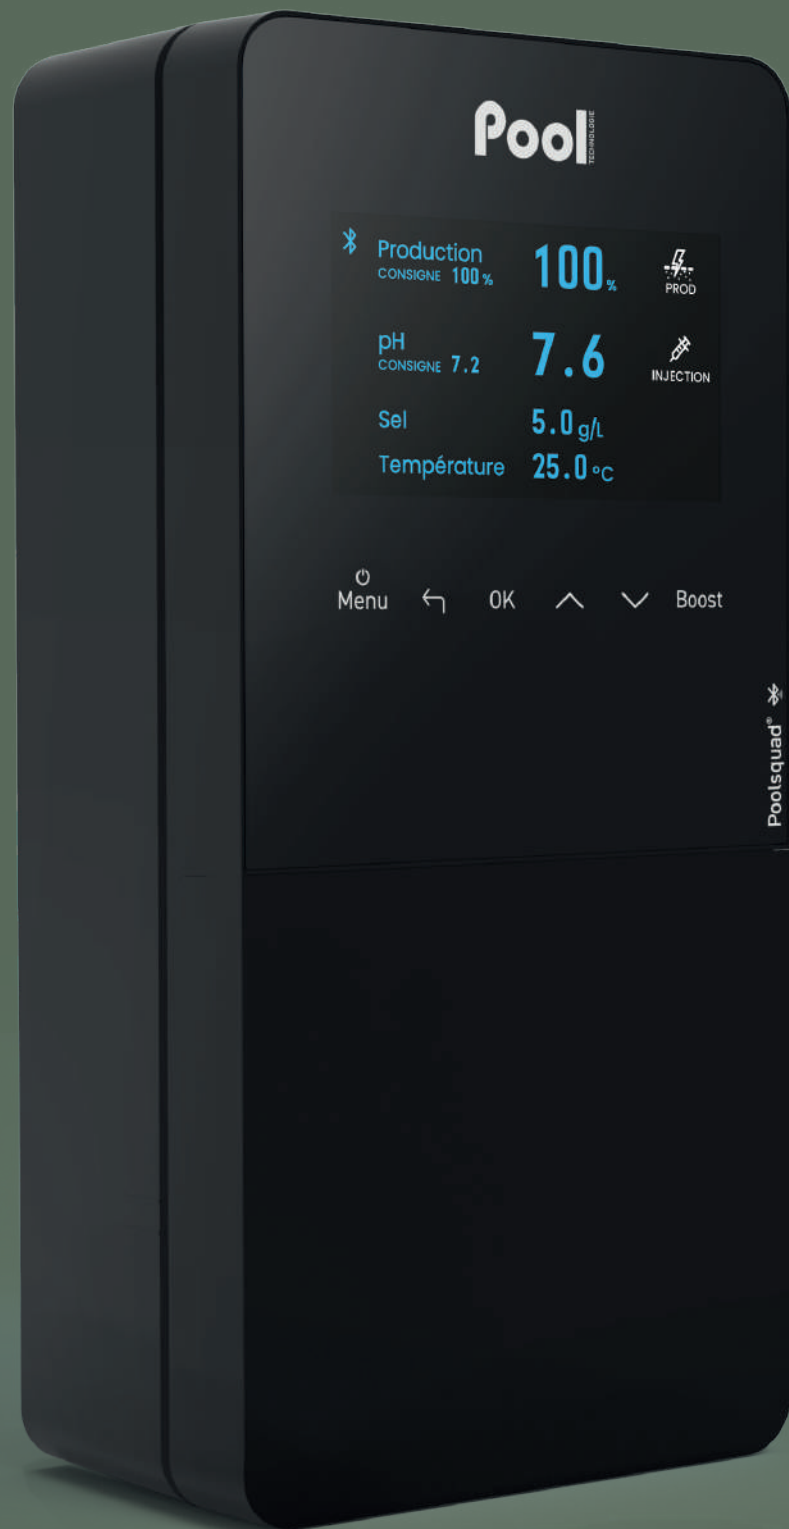 Pool
TECHNOLOGIE
Production
CONSIGNE 100 %
100 %
PROD
pH
CONSIGNE 7.2
7.6
INJECTION
Sel
5.0 g/L
Température
25.0 °C
Menu
OK
Boost
Poolsquad®